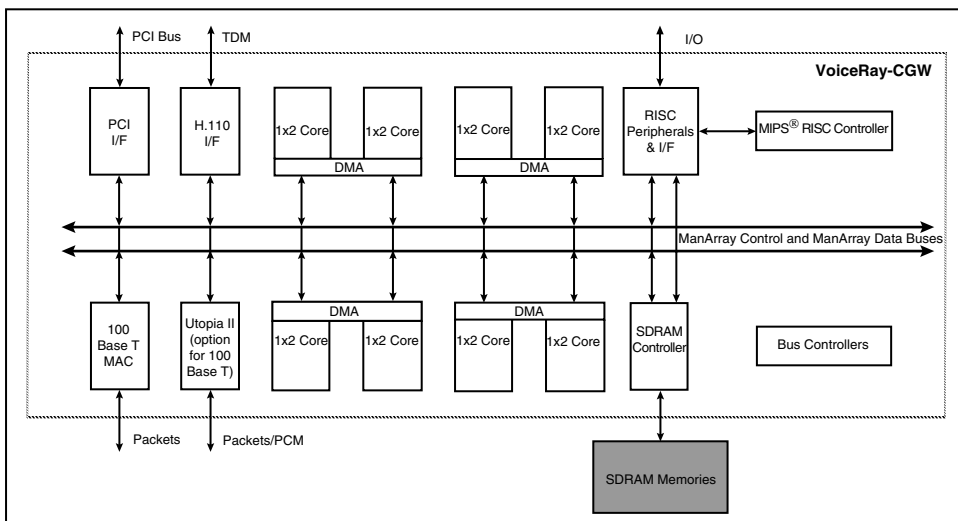 PCI Bus
TDM
I/O
VoiceRay-CGW
PCI
I/F
H.110
I/F
1x2 Core
1x2 Core
DMA
1x2 Core
1x2 Core
DMA
RISC
Peripherals
& I/F
MIPS® RISC Controller
ManArray Control and ManArray Data Buses
100
Base T
MAC
Utopia II
(option
for 100
Base T)
DMA
1x2 Core
1x2 Core
DMA
1x2 Core
1x2 Core
SDRAM
Controller
Bus Controllers
Packets
Packets/PCM
SDRAM Memories